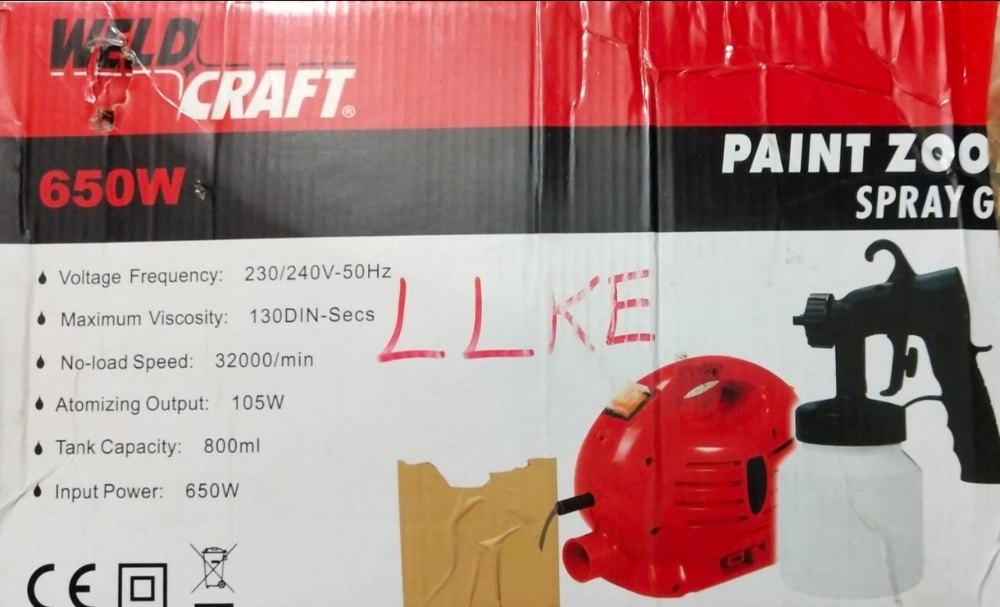 WELD
CRAFT®
650W
PAINT ZOO
SPRAY G
Voltage Frequency: 230/240V-50Hz
Maximum Viscosity: 130DIN-Secs
No-load Speed: 32000/min
Atomizing Output: 105W
Tank Capacity: 800ml
Input Power: 650W
LLKE
CE